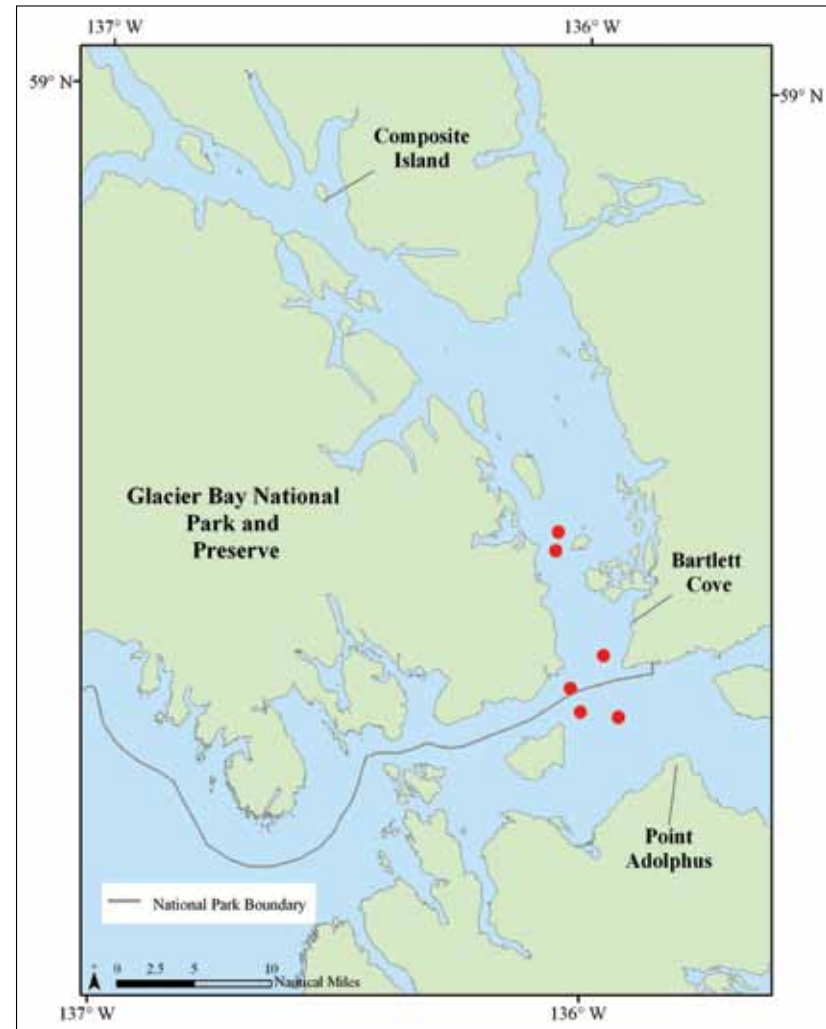 137° W 136° W
59° N 59° N
Composite
Island
Glacier Bay National
Park and
Preserve
Bartlett
Cove
Point
Adolphus
National Park Boundary
0 2.5 5 10
Nautical Miles
137° W 136° W